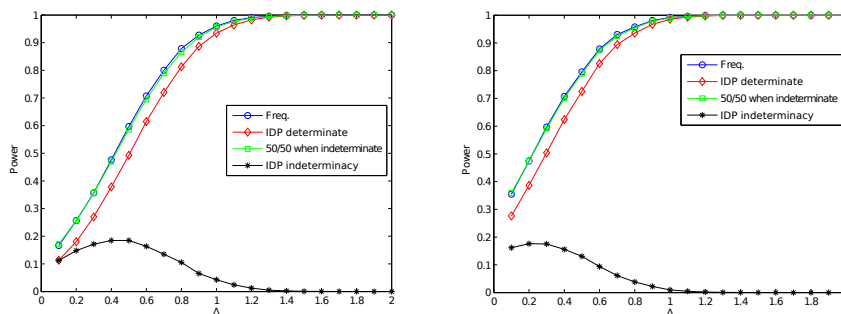 Power
1
0.9
0.8
0.7
0.6
0.5
0.4
0.3
0.2
0.1
0
Freq.
IDP determinate
50/50 when indeterminate
IDP indeterminacy
0 0.2 0.4 0.6 0.8 1 1.2 1.4 1.6 1.8 2
Power
1
0.9
0.8
0.7
0.6
0.5
0.4
0.3
0.2
0.1
0
Freq.
IDP determinate
50/50 when indeterminate
IDP indeterminacy
0 0.2 0.4 0.6 0.8 1 1.2 1.4 1.6 1.8